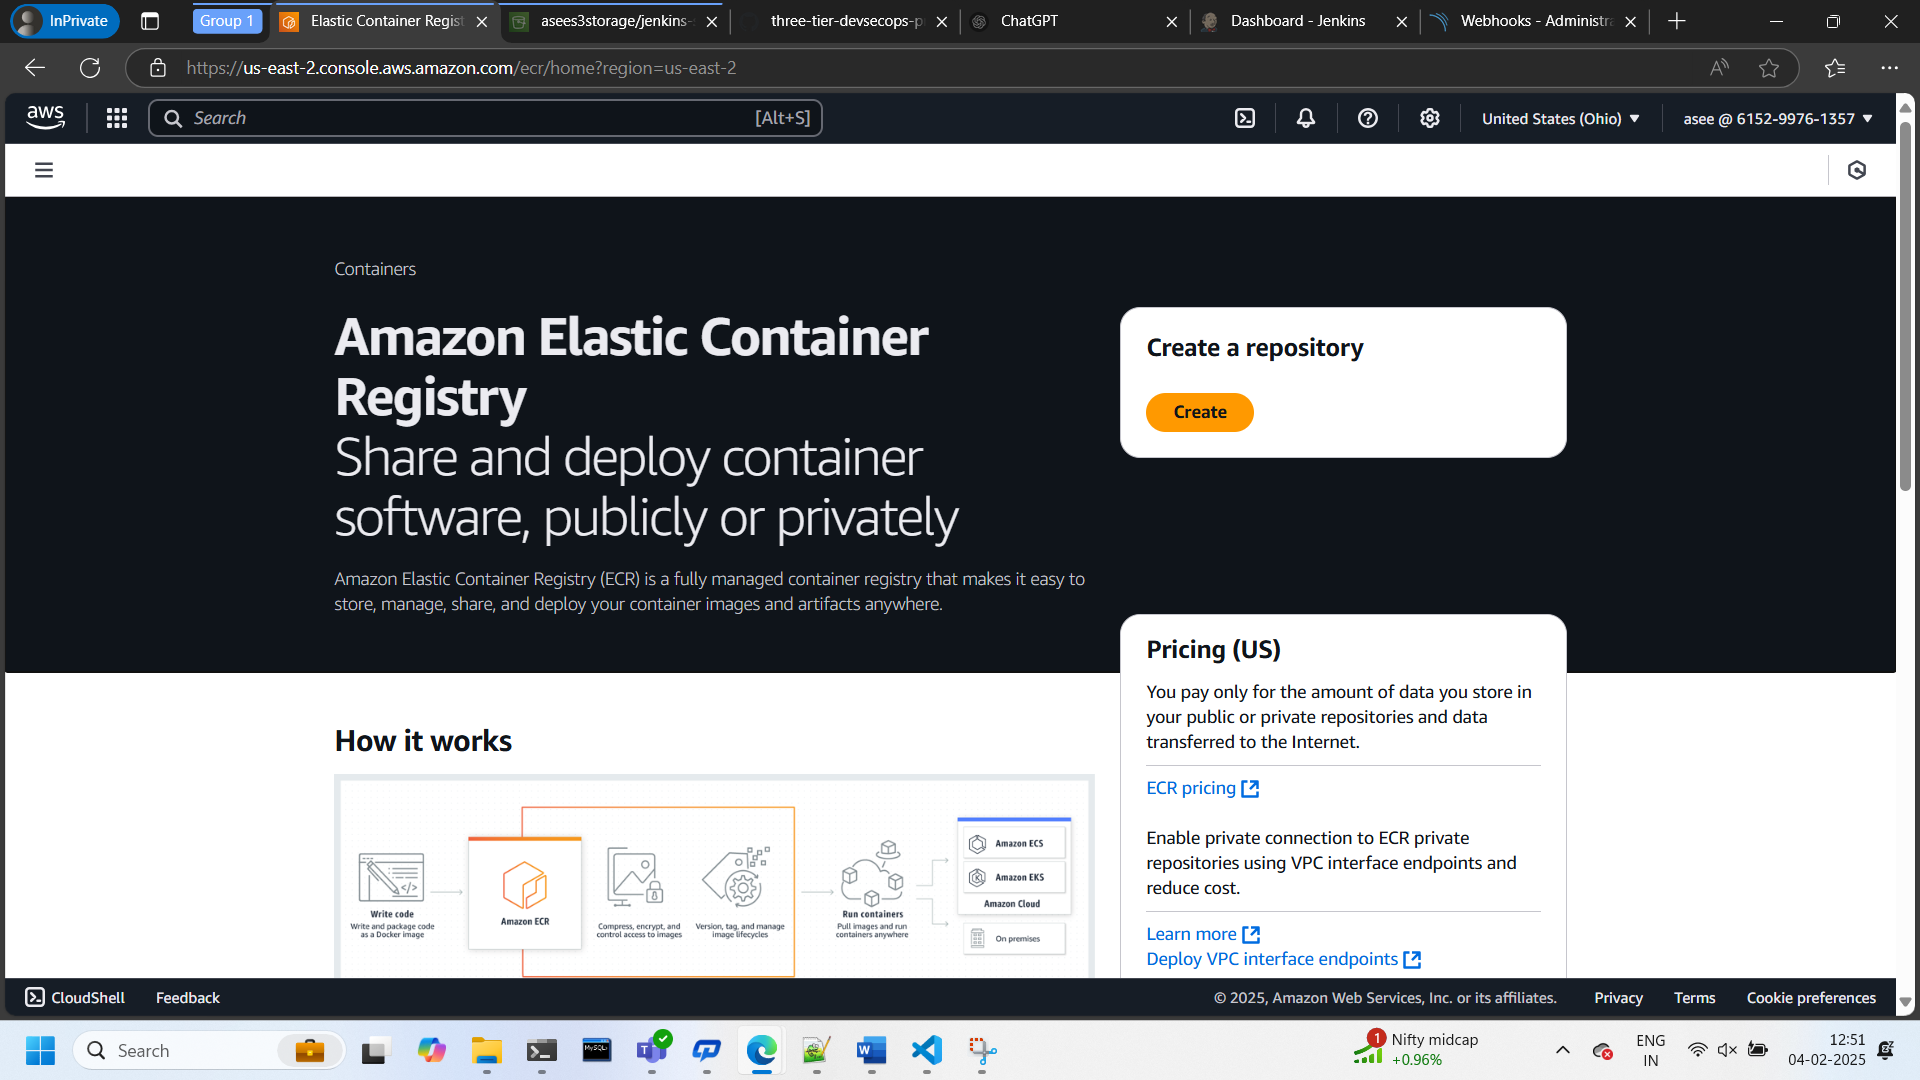 InPrivate
Group 1
Elastic Container Regist
asees3storage/jenkins-
three-tier-devsecops-p
ChatGPT
Dashboard - Jenkins
Webhooks - Administra
https://us-east-2.console.aws.amazon.com/ecr/home?region=us-east-2
aws
Search
[Alt+S]
United States (Ohio)
asee @ 6152-9976-1357
Containers
Amazon Elastic Container
Registry
Share and deploy container
software, publicly or privately
Amazon Elastic Container Registry (ECR) is a fully managed container registry that makes it easy to
store, manage, share, and deploy your container images and artifacts anywhere.
Create a repository
Create
Pricing (US)
You pay only for the amount of data you store in
your public or private repositories and data
transferred to the Internet.
ECR pricing
Enable private connection to ECR private
repositories using VPC interface endpoints and
reduce cost.
Learn more
Deploy VPC interface endpoints
How it works
Write code
Write and package code
as a Docker image
Amazon ECR
Compress, encrypt, and
control access to images
Version, tag, and manage
image lifecycles
Run containers
Pull images and run
containers anywhere
Amazon ECS
Amazon EKS
Amazon Cloud
On premises
CloudShell
Feedback
© 2025, Amazon Web Services, Inc. or its affiliates.
Privacy
Terms
Cookie preferences
Search
MySQL
1
Nifty midcap
+0.96%
ENG
IN
12:51
04-02-2025